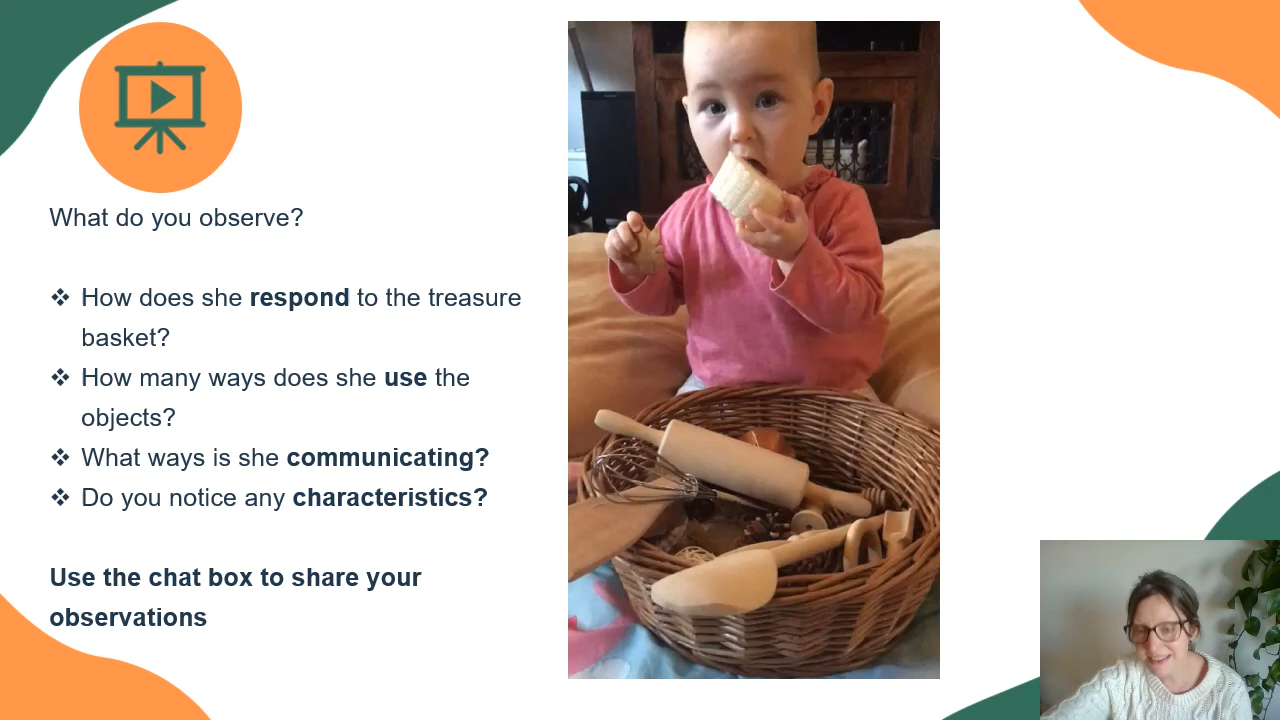 What do you observe?
❖ How does she respond to the treasure
basket?
❖ How many ways does she use the
objects?
❖ What ways is she communicating?
❖ Do you notice any characteristics?
Use the chat box to share your
observations